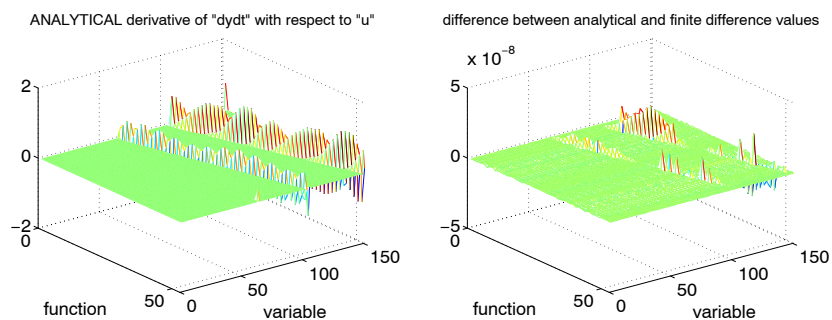 ANALYTICAL derivative of "dydt" with respect to "u"
2
0
−2
0
50
function
0
50
100
150
variable
difference between analytical and finite difference values
x 10^−8
5
0
−5
0
50
function
0
50
100
150
variable